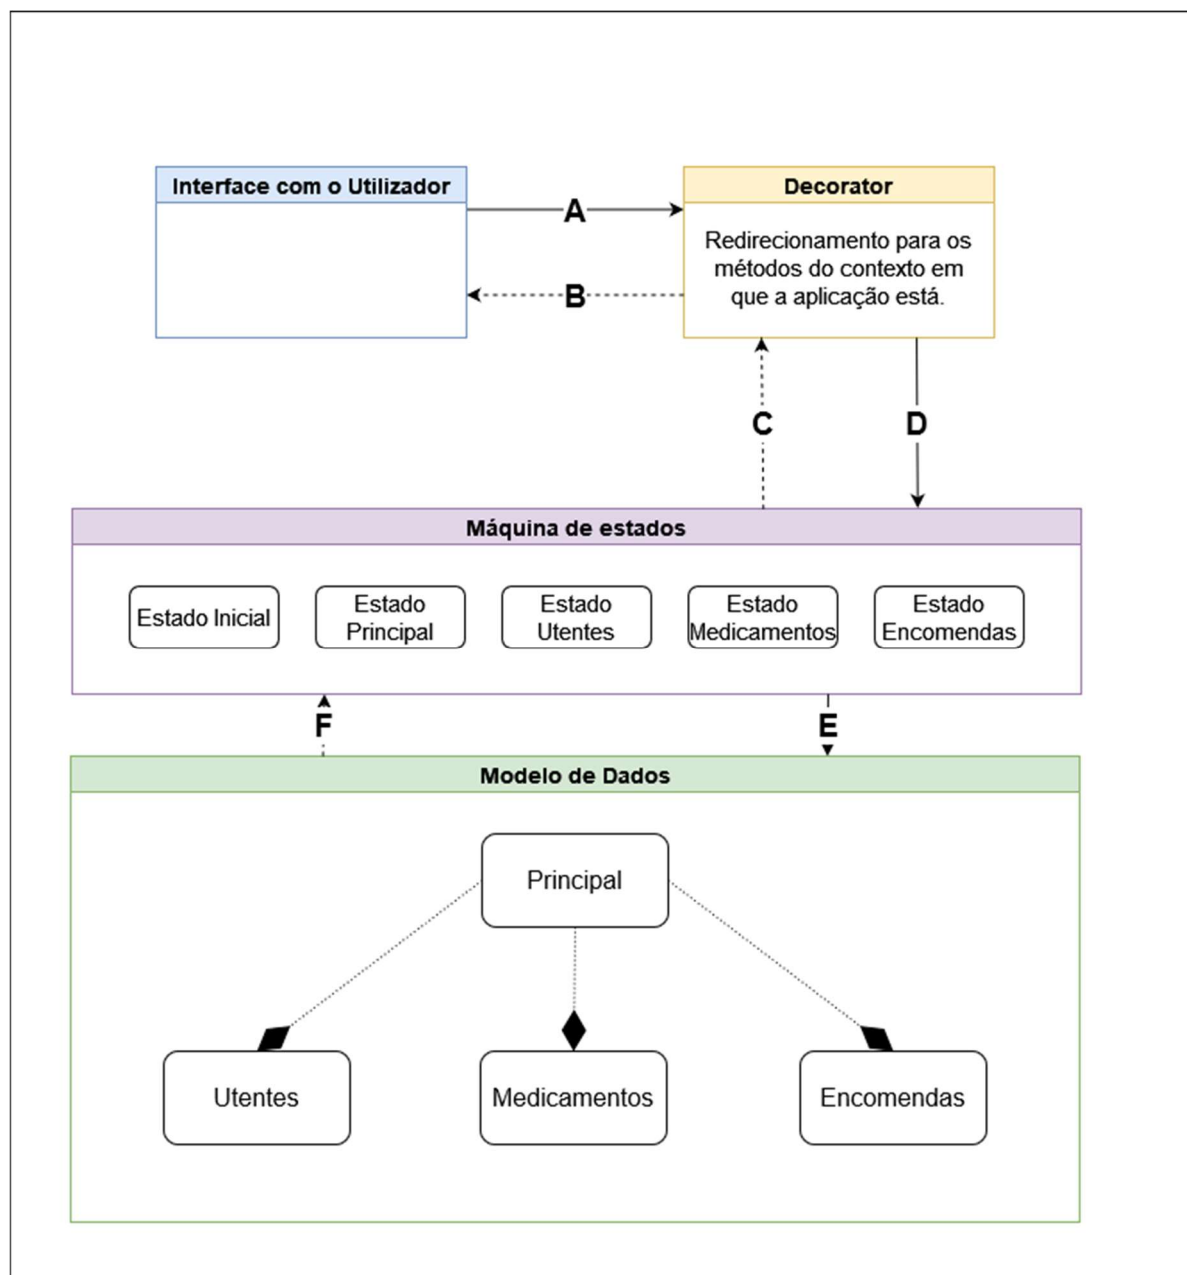 Interface com o Utilizador
Decorator
Redirecionamento para os
métodos do contexto em
que a aplicação está.
A
B
C
D
Máquina de estados
Estado Inicial
Estado
Principal
Estado
Utentes
Estado
Medicamentos
Estado
Encomendas
F
E
Modelo de Dados
Principal
Utentes
Medicamentos
Encomendas